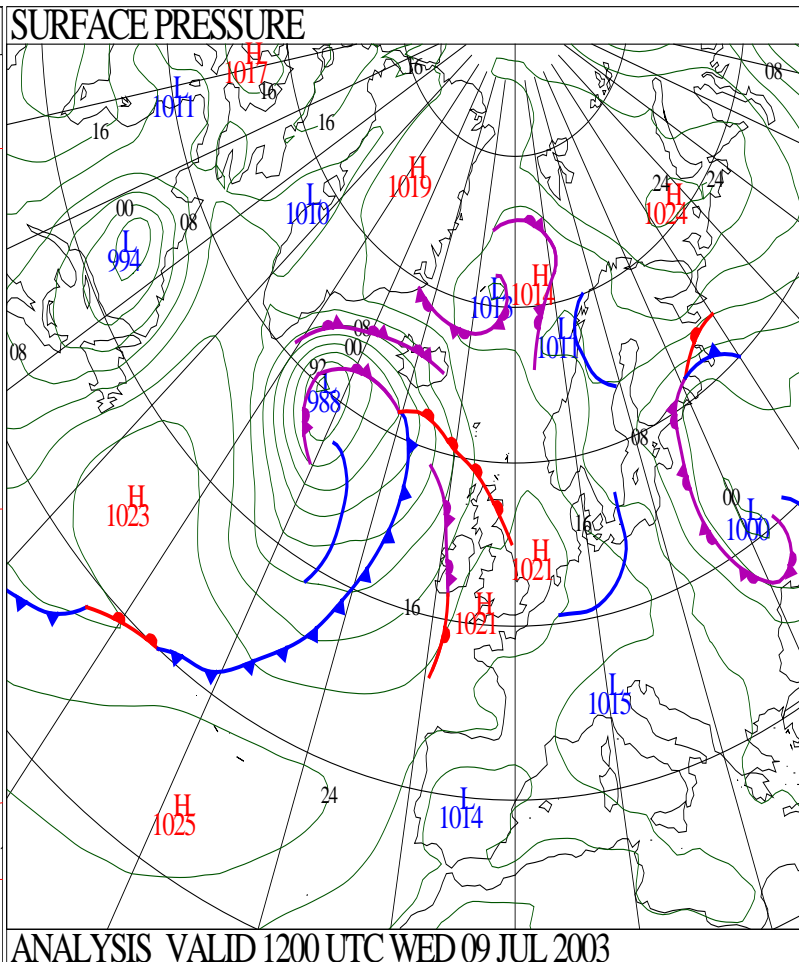 SURFACE PRESSURE
H
1017
16
08
L
1011
16
16
16
H
1019
24
24
H
1024
L
1010
00
08
L
994
H
1014
L
1013
08
L
1011
08
00
92
L
988
08
H
1023
00
L
1000
16
H
1021
16
H
1021
L
1015
24
H
1025
L
1014
ANALYSIS VALID 1200 UTC WED 09 JUL 2003